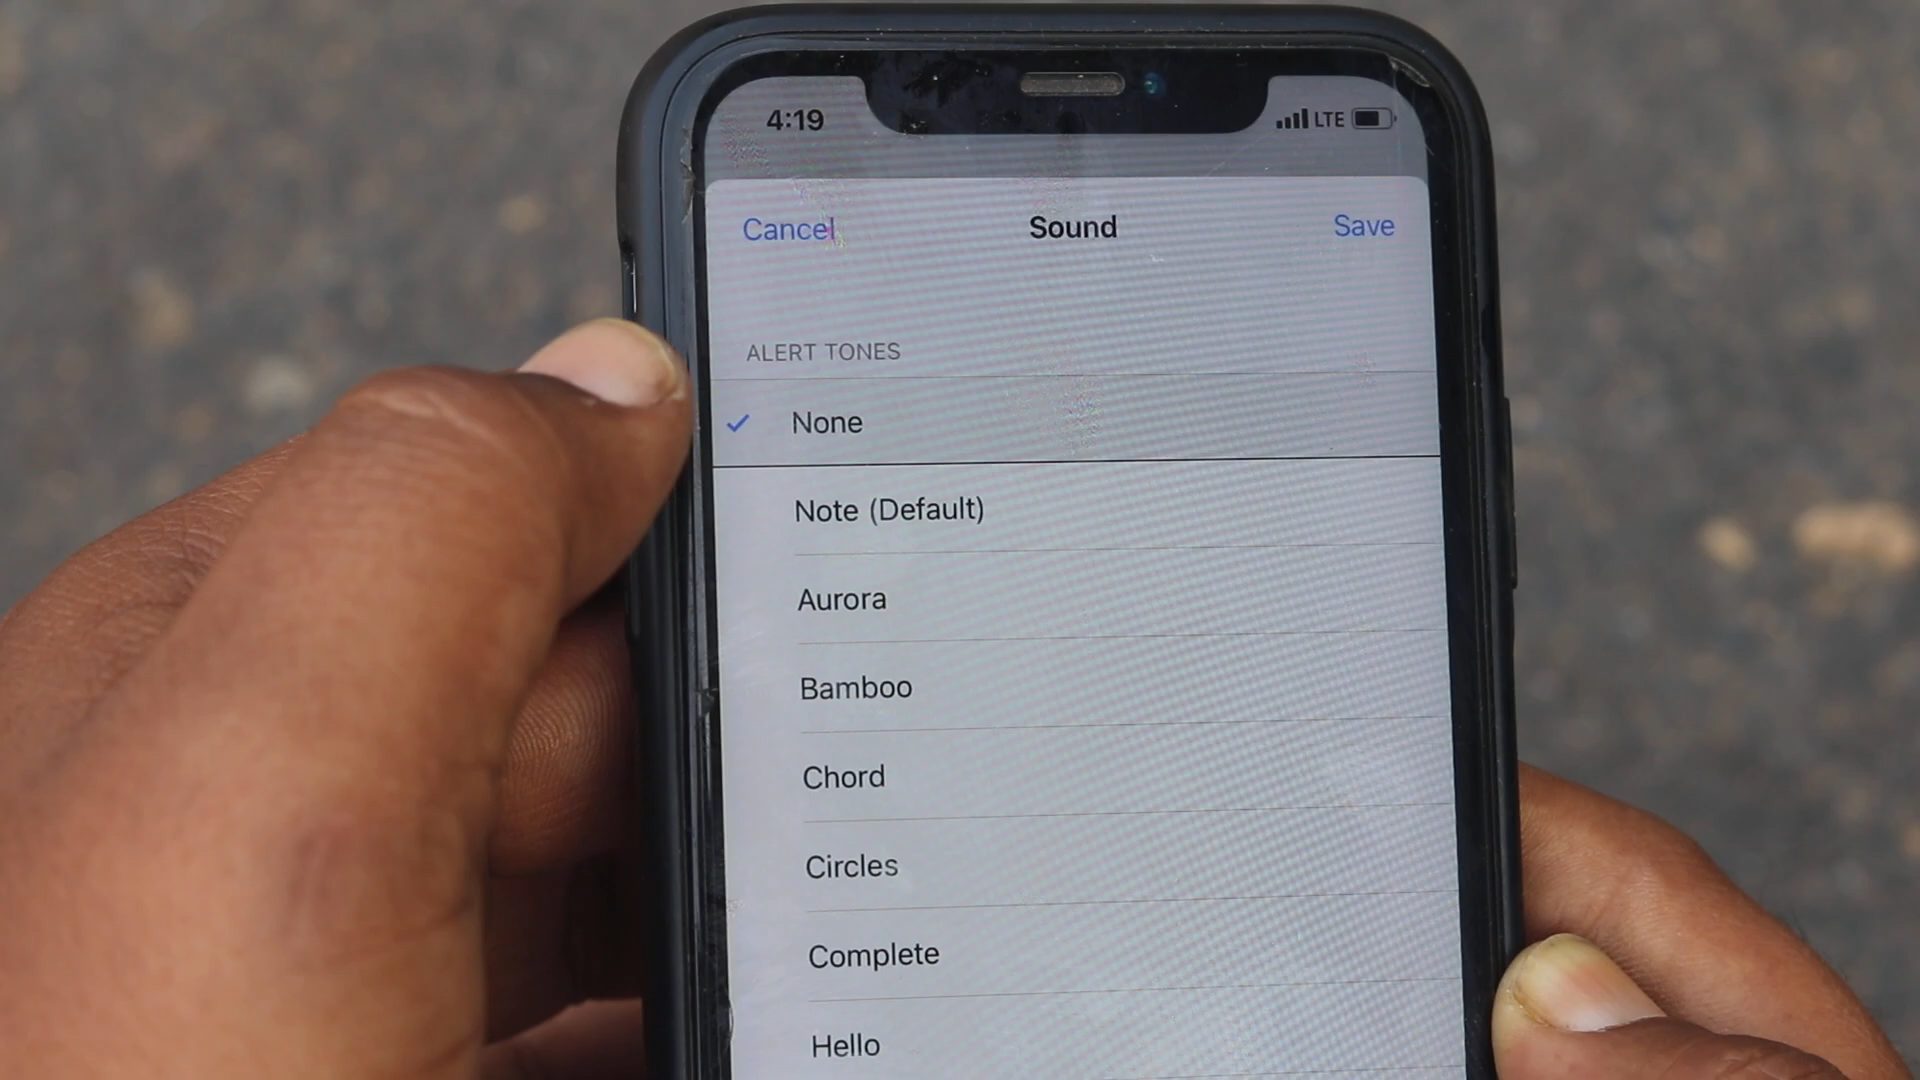 4:19 LTE
Cancel Sound Save
ALERT TONES
None
Note (Default)
Aurora
Bamboo
Chord
Circles
Complete
Hello